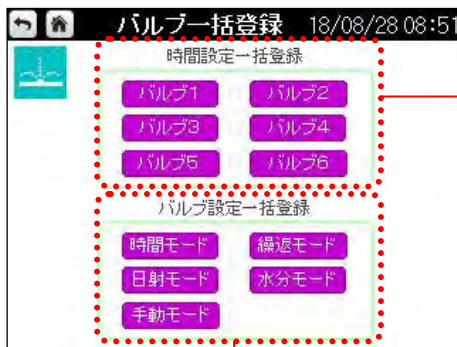 バルブ一括登録 18/08/28 08:51
時間設定一括登録
バルブ1 バルブ2
バルブ3 バルブ4
バルブ5 バルブ6
バルブ設定一括登録
時間モード 繰返モード
日射モード 水分モード
手動モード